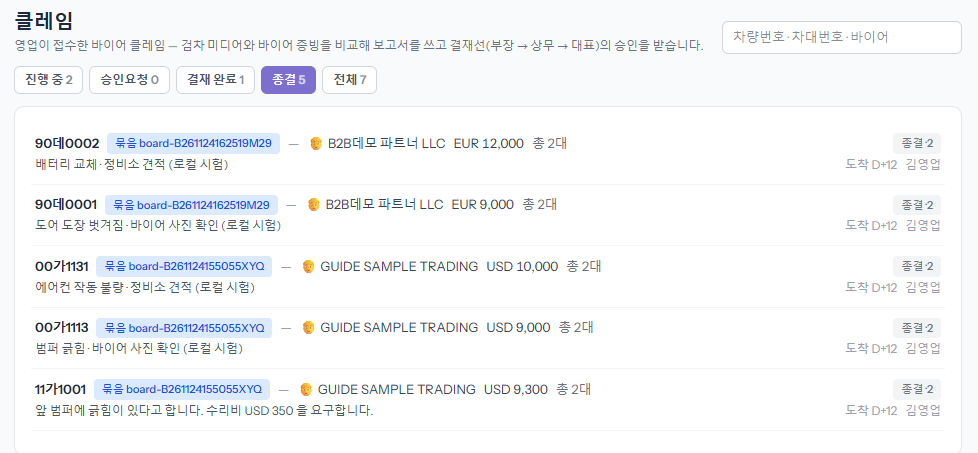 클레임
영업이 접수한 바이어 클레임 — 검차 미디어와 바이어 증빙을 비교해 보고서를 쓰고 결재선(부장 → 상무 → 대표)의 승인을 받습니다.
차량번호·차대번호·바이어
진행 중 2 승인요청 0 결재 완료 1 종결 5 전체 7
90데0002 묶음 board-B261124162519M29 — B2B데모 파트너 LLC EUR 12,000 총 2대 종결·2
배터리 교체·정비소 견적 (로컬 시험) 도착 D+12 김영업
90데0001 묶음 board-B261124162519M29 — B2B데모 파트너 LLC EUR 9,000 총 2대 종결·2
도어 도장 벗겨짐·바이어 사진 확인 (로컬 시험) 도착 D+12 김영업
00가1131 묶음 board-B261124155055XYQ — GUIDE SAMPLE TRADING USD 10,000 총 2대 종결·2
에어컨 작동 불량·정비소 견적 (로컬 시험) 도착 D+12 김영업
00가1113 묶음 board-B261124155055XYQ — GUIDE SAMPLE TRADING USD 9,000 총 2대 종결·2
범퍼 긁힘·바이어 사진 확인 (로컬 시험) 도착 D+12 김영업
11가1001 묶음 board-B261124155055XYQ — GUIDE SAMPLE TRADING USD 9,300 총 2대 종결·2
앞 범퍼에 긁힘이 있다고 합니다. 수리비 USD 350 을 요구합니다. 도착 D+12 김영업